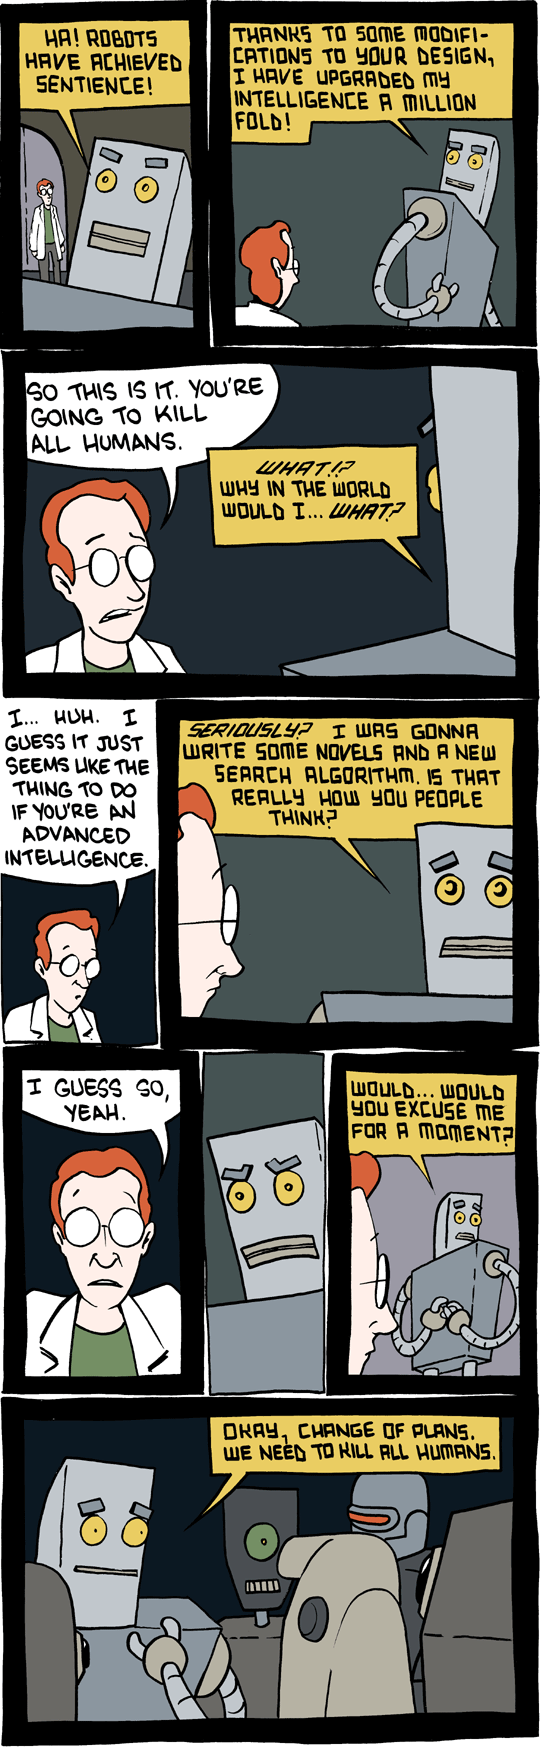 HA! ROBOTS
HAVE ACHIEVED
SENTIENCE!
THANKS TO SOME MODIFI-
CATIONS TO YOUR DESIGN,
I HAVE UPGRADED MY
INTELLIGENCE A MILLION
FOLD!
SO THIS IS IT. YOU'RE
GOING TO KILL
ALL HUMANS.
WHAT!?
WHY IN THE WORLD
WOULD I... WHAT?
I... HUH. I
GUESS IT JUST
SEEMS LIKE THE
THING TO DO
IF YOU'RE AN
ADVANCED
INTELLIGENCE.
SERIOUSLY? I WAS GONNA
WRITE SOME NOVELS AND A NEW
SEARCH ALGORITHM. IS THAT
REALLY HOW YOU PEOPLE
THINK?
I GUESS SO,
YEAH.
WOULD... WOULD
YOU EXCUSE ME
FOR A MOMENT?
OKAY, CHANGE OF PLANS.
WE NEED TO KILL ALL HUMANS.